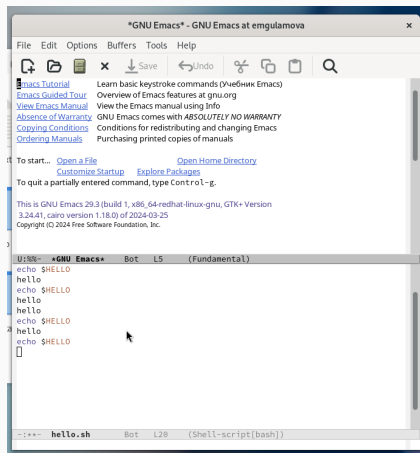 *GNU Emacs* - GNU Emacs at emgulamova ×
File Edit Options Buffers Tools Help
Save Undo
Emacs Tutorial Learn basic keystroke commands (Учебник Emacs)
Emacs Guided Tour Overview of Emacs features at gnu.org
View Emacs Manual View the Emacs manual using Info
Absence of Warranty GNU Emacs comes with ABSOLUTELY NO WARRANTY
Copying Conditions Conditions for redistributing and changing Emacs
Ordering Manuals Purchasing printed copies of manuals
To start... Open a File Open Home Directory
Customize Startup Explore Packages
To quit a partially entered command, type Control-g.
This is GNU Emacs 29.3 (build 1, x86_64-redhat-linux-gnu, GTK+ Version
3.24.41, cairo version 1.18.0) of 2024-03-25
Copyright (C) 2024 Free Software Foundation, Inc.
U:%%- *GNU Emacs* Bot L5 (Fundamental)
echo $HELLO
hello
echo $HELLO
hello
hello
echo $HELLO
hello
echo $HELLO
-:**- hello.sh Bot L20 (Shell-script[bash])